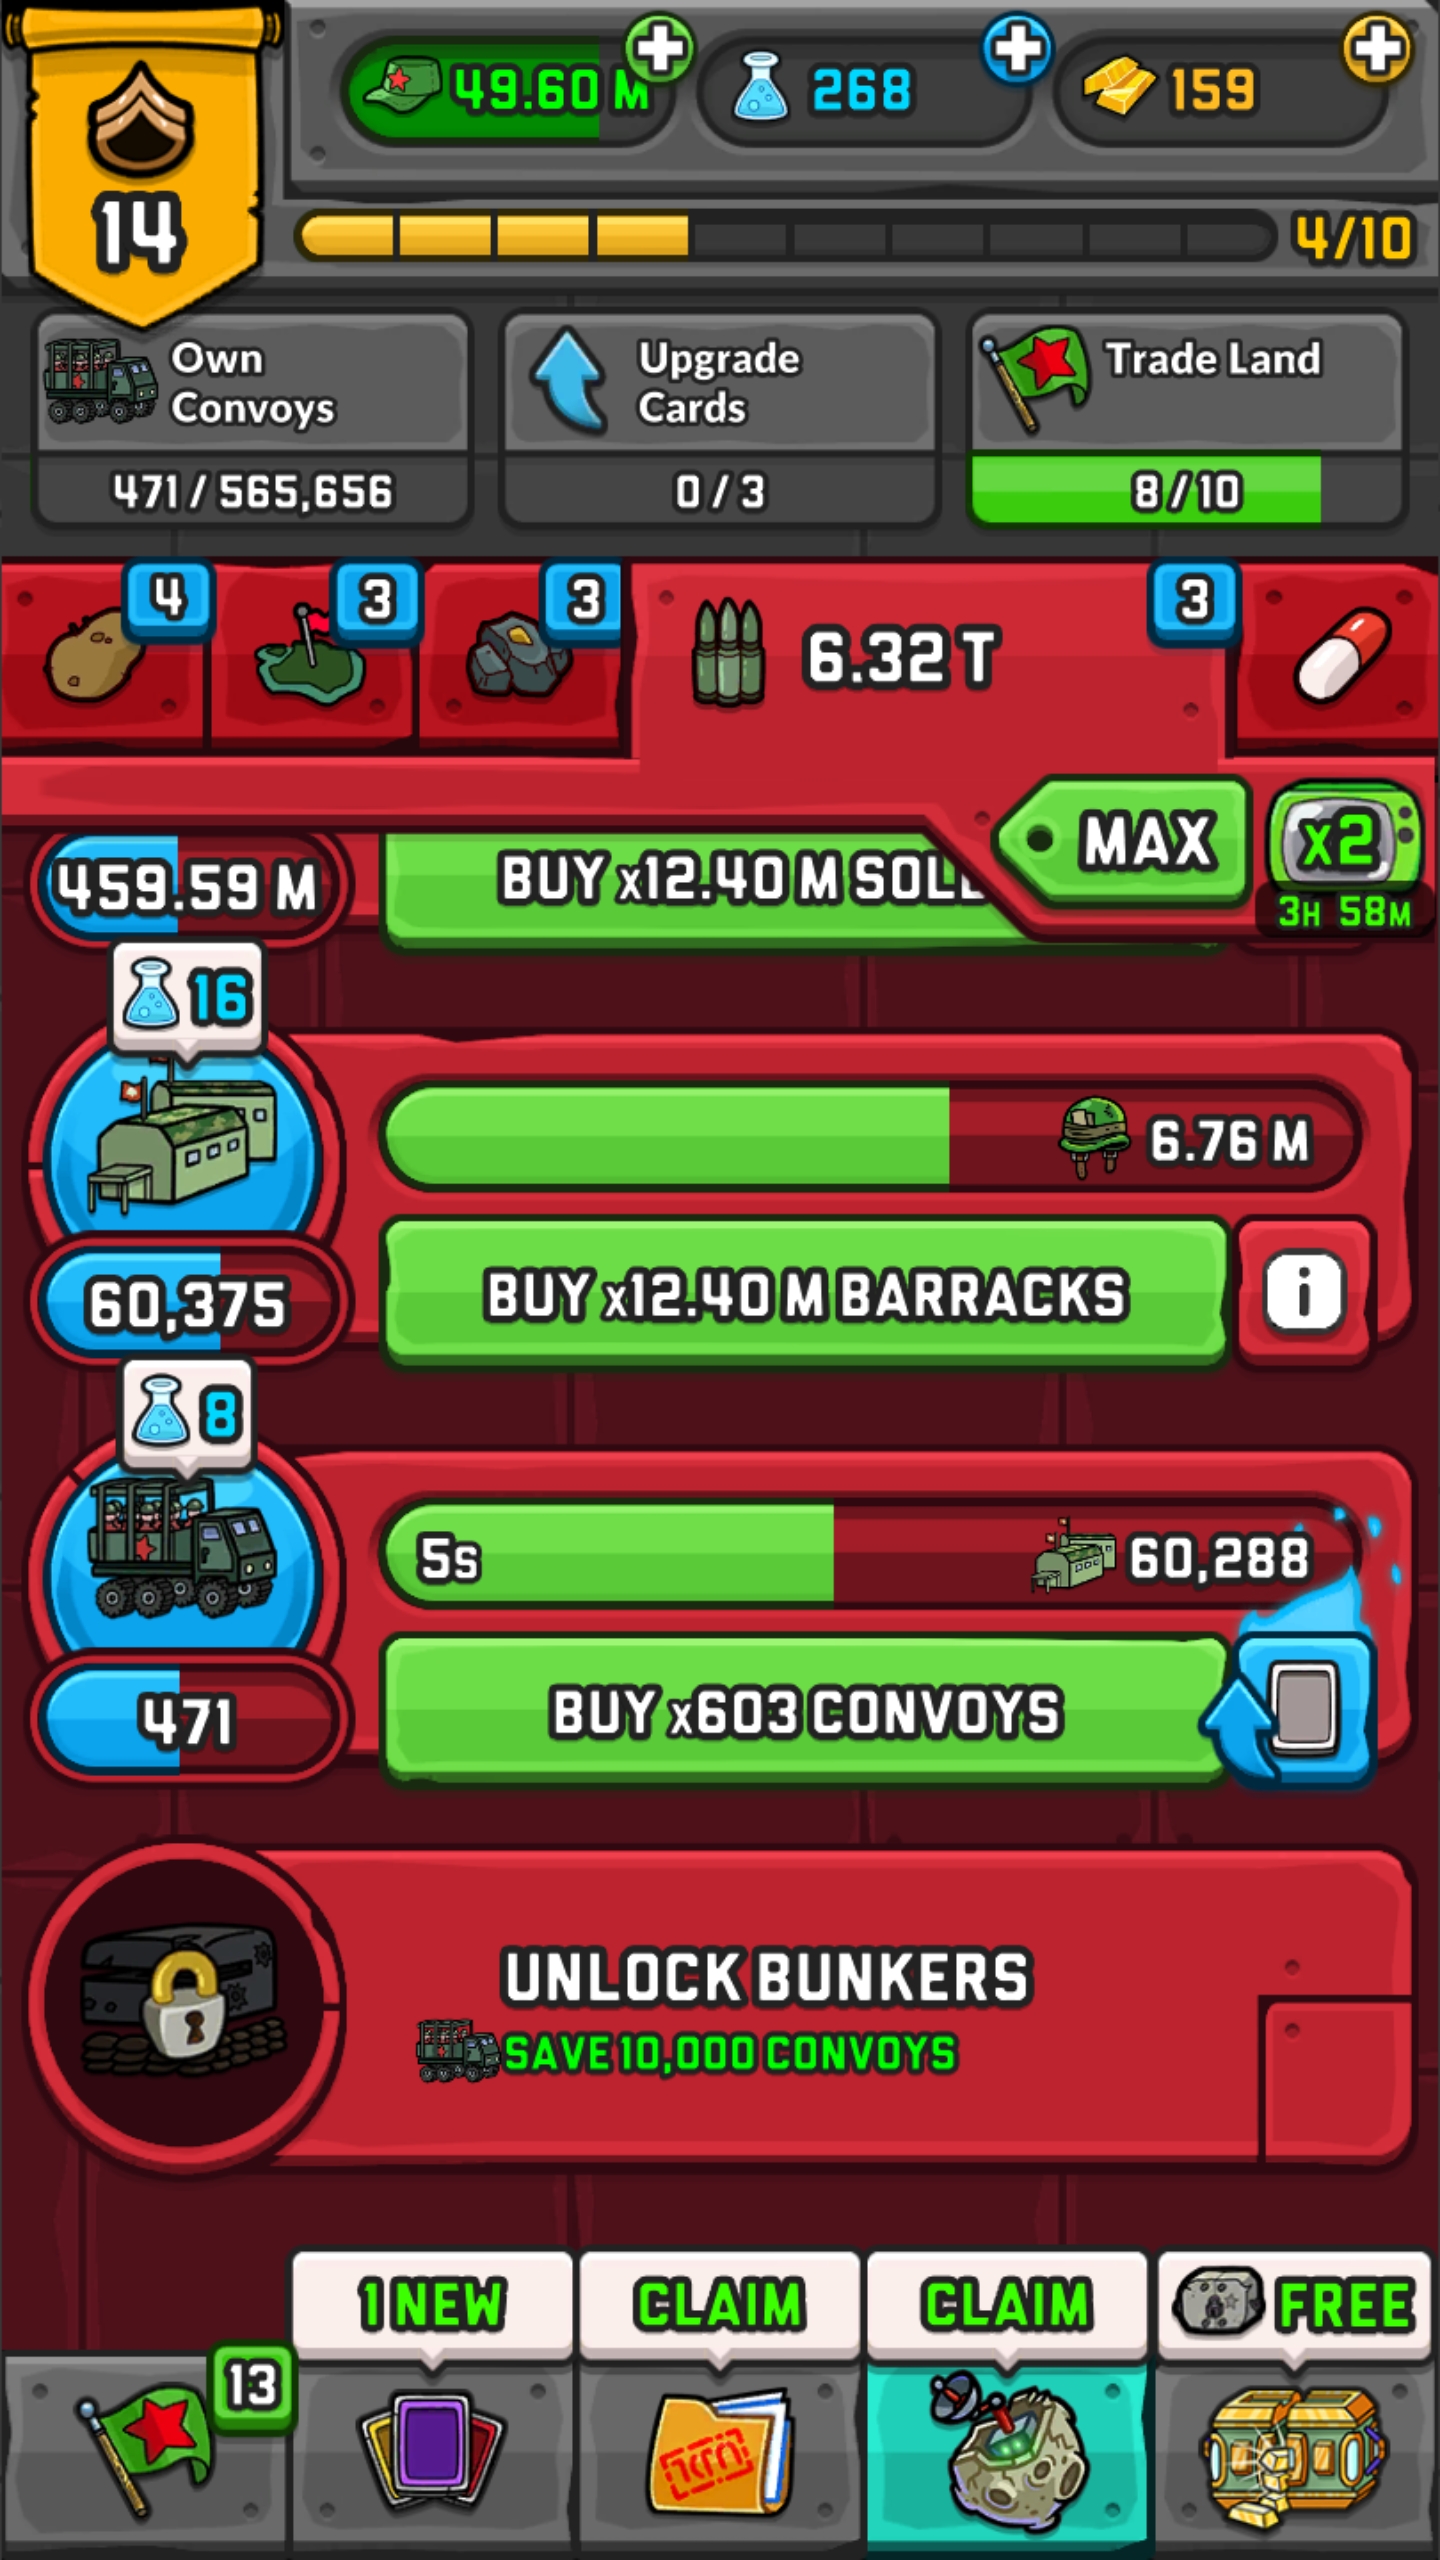 49.60 M
268
159
14
4/10
Own
Convoys
471 / 565,656
Upgrade
Cards
0 / 3
Trade Land
8 / 10
4
3
3
6.32 T
3
MAX
x2
3H 58M
459.59 M
BUY x12.40 M SOL
16
6.76 M
60,375
BUY x12.40 M BARRACKS
i
8
5s
60,288
471
BUY x603 CONVOYS
UNLOCK BUNKERS
SAVE 10,000 CONVOYS
1 NEW
CLAIM
CLAIM
FREE
13